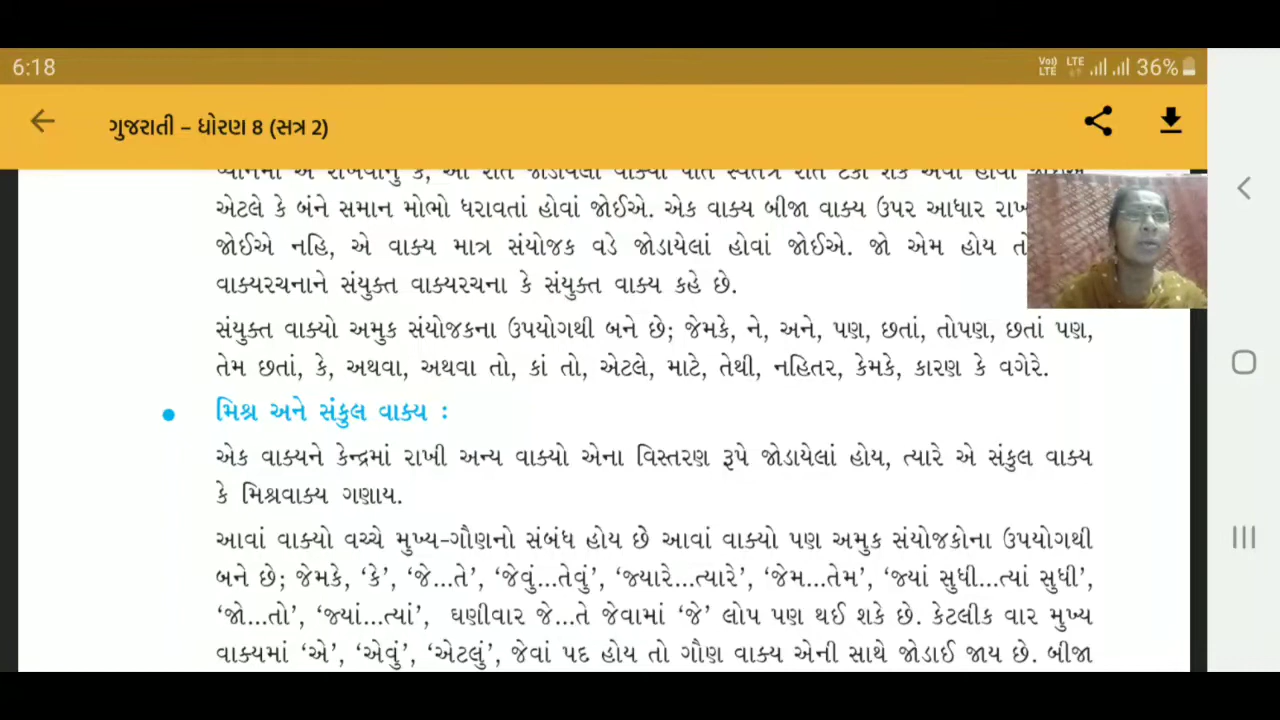 6:18
Vo) LTE LTE 36%
ગુજરાતી – ધોરણ 8 (સત્ર 2)
એટલે કે બંને સમાન મોભો ધરાવતાં હોવાં જોઈએ. એક વાક્ય બીજા વાક્ય ઉપર આધાર
જોઈએ નહિ, એ વાક્ય માત્ર સંયોજક વડે જોડાયેલાં હોવાં જોઈએ. જો એમ હોય
વાક્યરચનાને સંયુક્ત વાક્યરચના કે સંયુક્ત વાક્ય કહે છે.
સંયુક્ત વાક્યો અમુક સંયોજકના ઉપયોગથી બને છે; જેમકે, ને, અને, પણ, છતાં, તોપણ, છતાં પણ,
તેમ છતાં, કે, અથવા, અથવા તો, કાં તો, એટલે, માટે, તેથી, નહિતર, કેમકે, કારણ કે વગેરે.
• મિશ્ર અને સંકુલ વાક્ય :
એક વાક્યને કેન્દ્રમાં રાખી અન્ય વાક્યો એના વિસ્તરણ રૂપે જોડાયેલાં હોય, ત્યારે એ સંકુલ વાક્ય
કે મિશ્રવાક્ય ગણાય.
આવાં વાક્યો વચ્ચે મુખ્ય-ગૌણનો સંબંધ હોય છે આવાં વાક્યો પણ અમુક સંયોજકોના ઉપયોગથી
બને છે; જેમકે, ‘કે’, ‘જે...તે’, ‘જેવું...તેવું’, ‘જ્યારે...ત્યારે’, ‘જેમ...તેમ’, ‘જ્યાં સુધી...ત્યાં સુધી’,
‘જો...તો’, ‘જ્યાં...ત્યાં’, ઘણીવાર જે...તે જેવામાં ‘જે’ લોપ પણ થઈ શકે છે. કેટલીક વાર મુખ્ય
વાક્યમાં ‘એ’, ‘એવું’, ‘એટલું’, જેવાં પદ હોય તો ગૌણ વાક્ય એની સાથે જોડાઈ જાય છે. બીજા